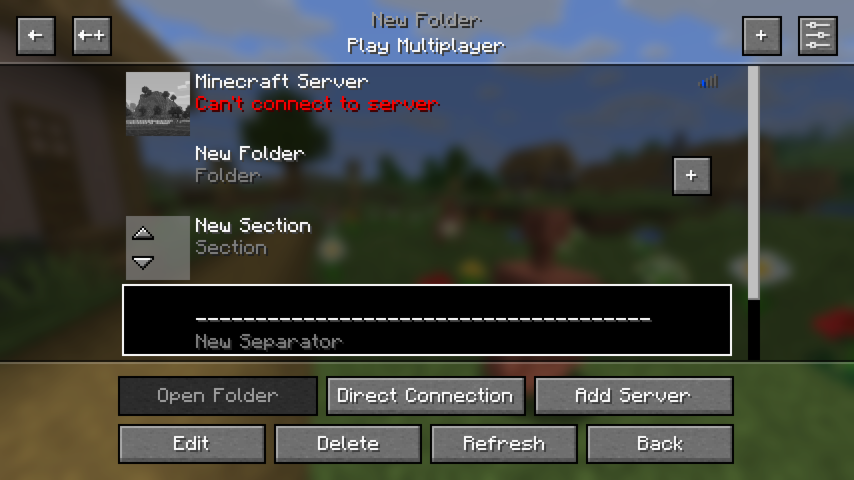 New Folder
Play Multiplayer
Minecraft Server
Can't connect to server
New Folder
Folder
New Section
Section
-------------------------------------
New Separator
Open Folder
Direct Connection
Add Server
Edit
Delete
Refresh
Back